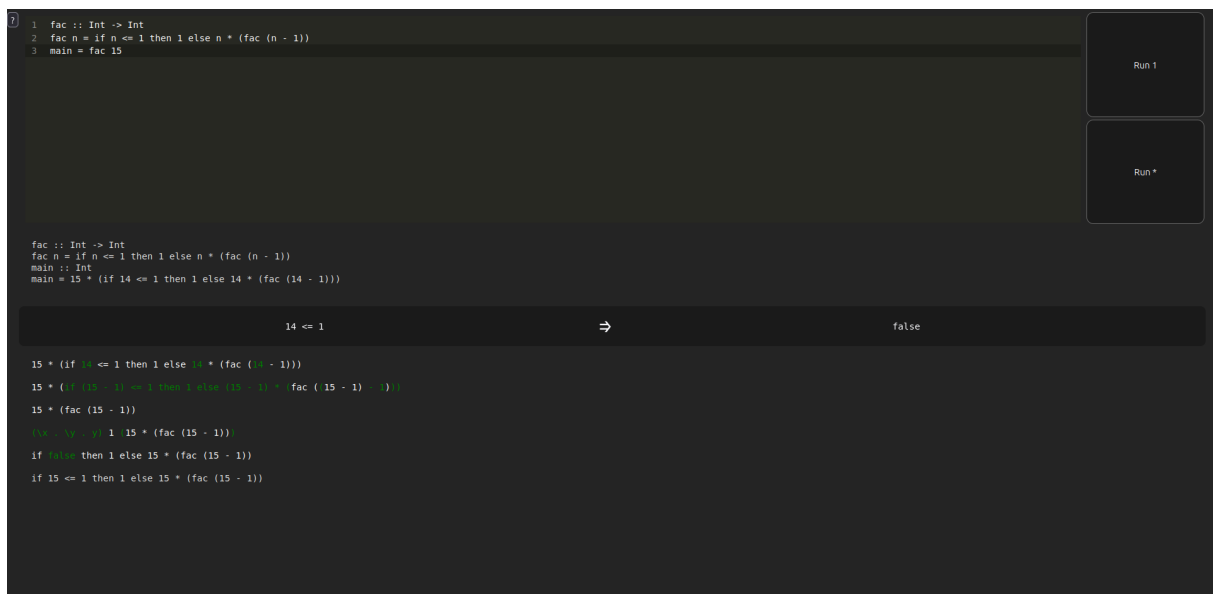 ?
1 fac :: Int -> Int
2 fac n = if n <= 1 then 1 else n * (fac (n - 1))
3 main = fac 15
Run 1
Run *
fac :: Int -> Int
fac n = if n <= 1 then 1 else n * (fac (n - 1))
main :: Int
main = 15 * (if 14 <= 1 then 1 else 14 * (fac (14 - 1)))
14 <= 1 ⇒ false
15 * (if 14 <= 1 then 1 else 14 * (fac (14 - 1)))
15 * (if (15 - 1) <= 1 then 1 else (15 - 1) * (fac ((15 - 1) - 1)))
15 * (fac (15 - 1))
(\x . \y . y) 1 (15 * (fac (15 - 1)))
if false then 1 else 15 * (fac (15 - 1))
if 15 <= 1 then 1 else 15 * (fac (15 - 1))